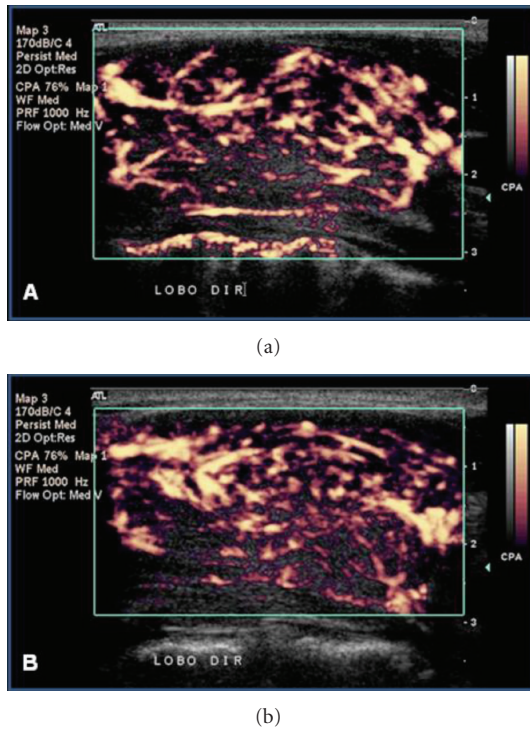 Map 3
170dB/C 4
Persist Med
2D Opt:Res
CPA 76% Map 1
WF Med
PRF 1000 Hz
Flow Opt: Med V
ATL
0
1
2
3
CPA
A
LOBO DIR
(a)
Map 3
170dB/C 4
Persist Med
2D Opt:Res
CPA 76% Map 1
WF Med
PRF 1000 Hz
Flow Opt: Med V
ATL
0
1
2
3
CPA
B
LOBO DIR
(b)